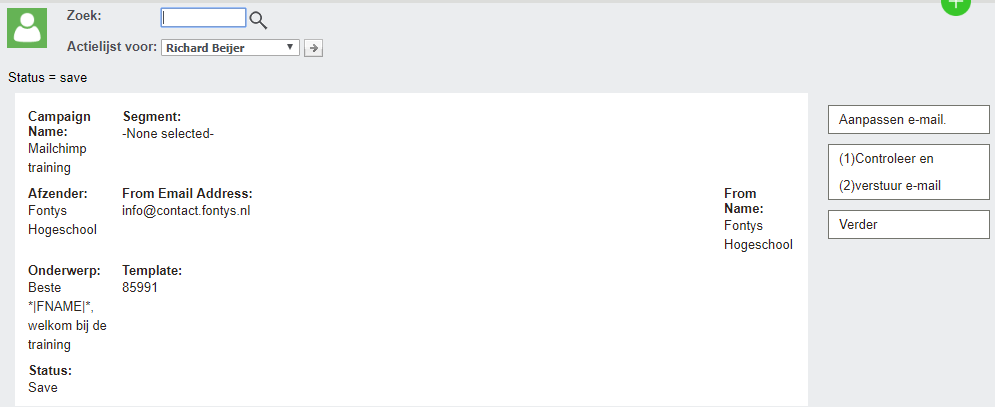 Zoek:
Actielijst voor: Richard Beijer
Status = save
Campaign Name:
Mailchimp training
Segment:
-None selected-
Afzender:
Fontys Hogeschool
From Email Address:
info@contact.fontys.nl
From Name:
Fontys Hogeschool
Onderwerp:
Beste *|FNAME|*, welkom bij de training
Template:
85991
Status:
Save
Aanpassen e-mail.
(1)Controleer en
(2)verstuur e-mail
Verder